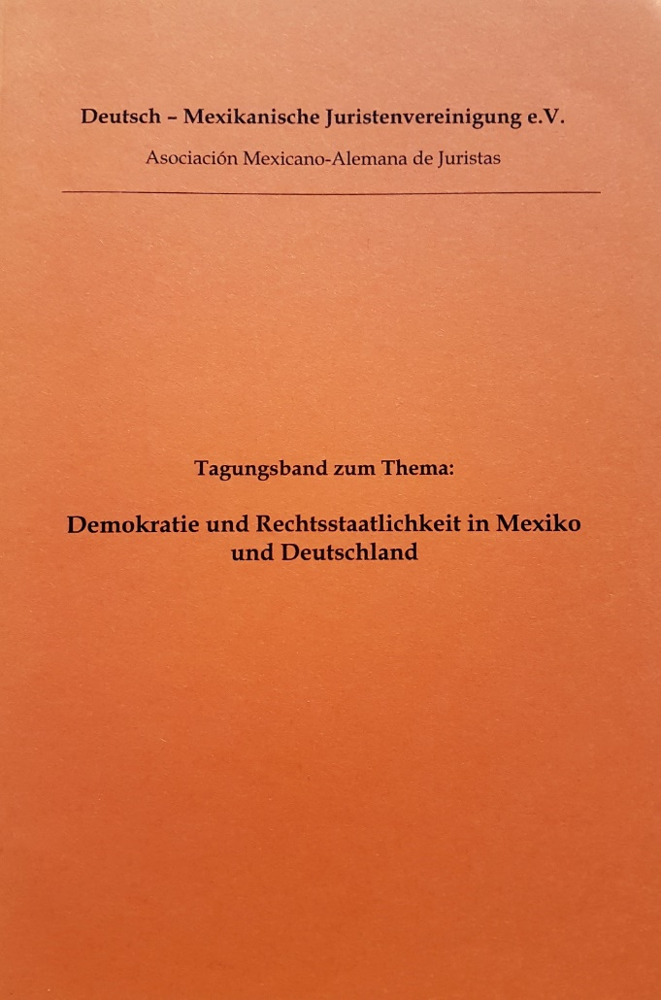 Deutsch – Mexikanische Juristenvereinigung e.V.
Asociación Mexicano-Alemana de Juristas
Tagungsband zum Thema:
Demokratie und Rechtsstaatlichkeit in Mexiko
und Deutschland